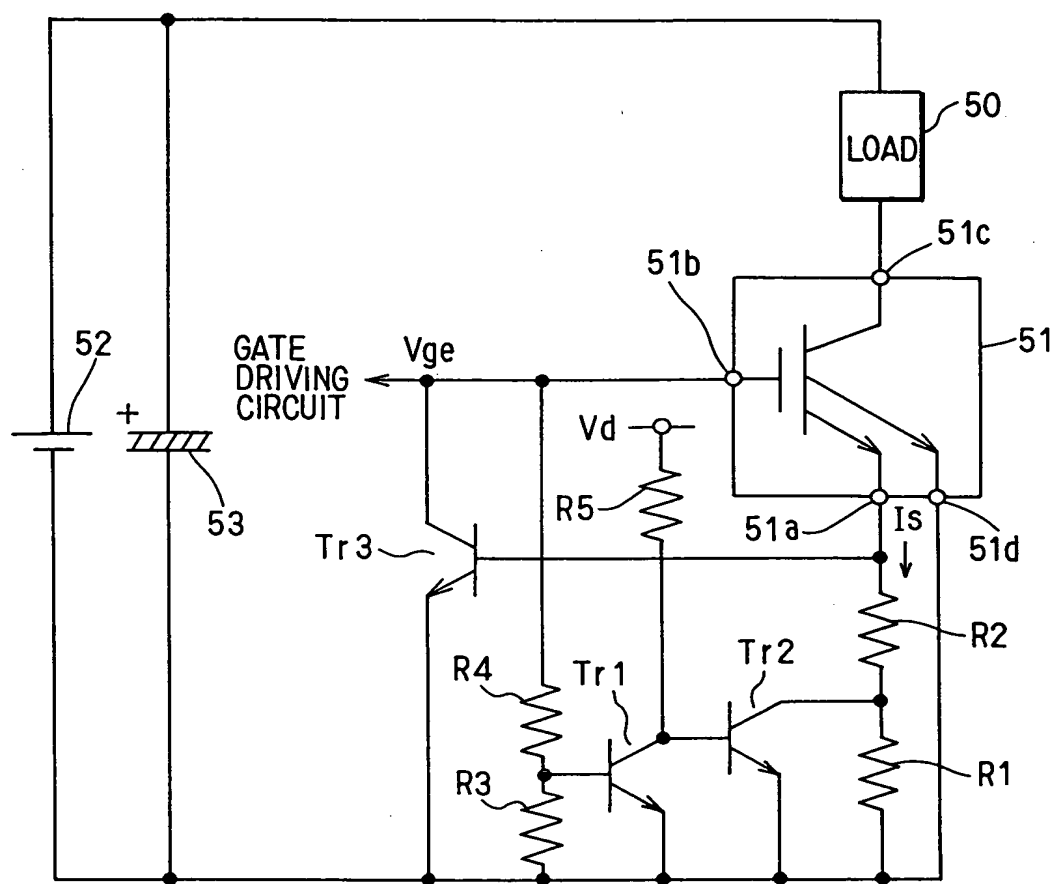 50
LOAD
51c
51b
51
52
GATE
DRIVING
CIRCUIT
Vge
+
Vd
53
R5
51a
Is
51d
Tr3
R2
R4
Tr1
Tr2
R3
R1